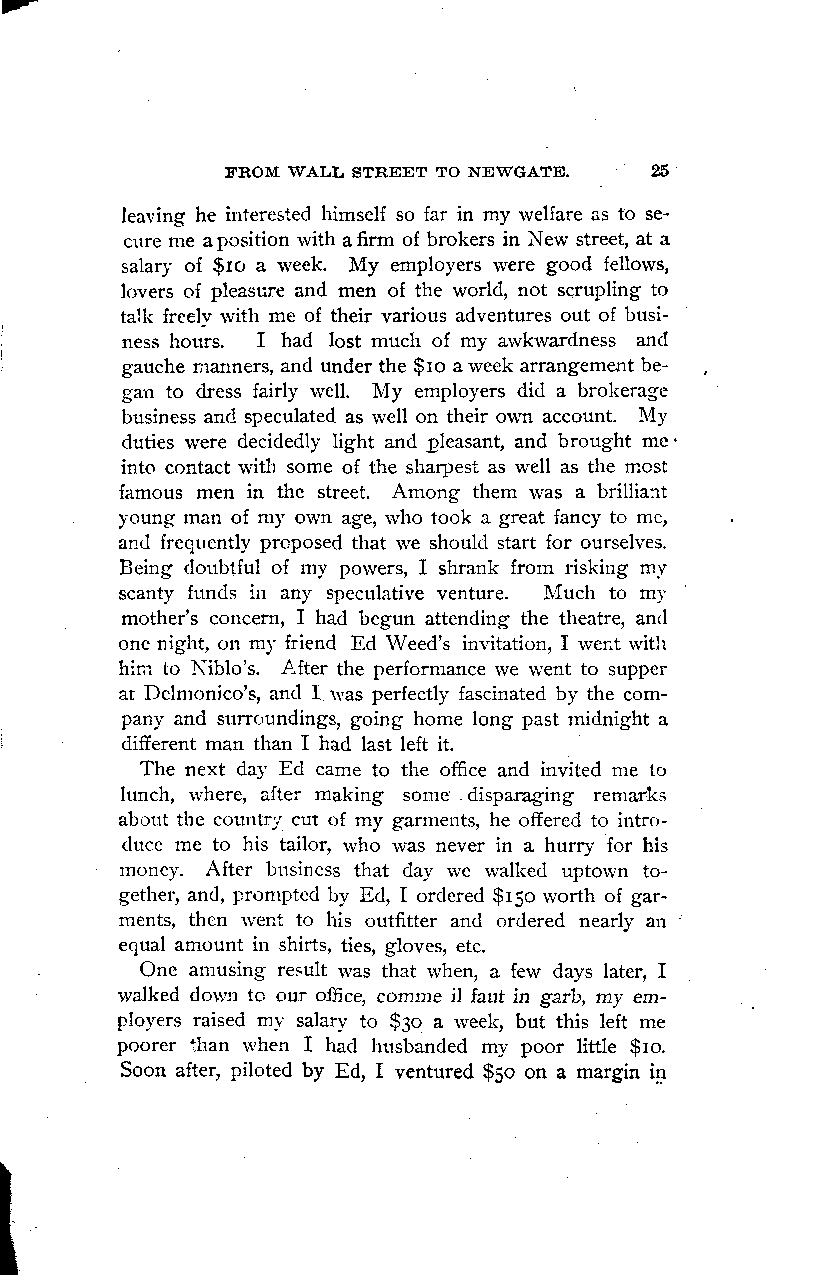 FROM WALL STREET TO NEWGATE. 25
leaving he interested himself so far in my welfare as to se-
cure me a position with a firm of brokers in New street, at a
salary of $10 a week. My employers were good fellows,
lovers of pleasure and men of the world, not scrupling to
talk freely with me of their various adventures out of busi-
ness hours. I had lost much of my awkwardness and
gauche manners, and under the $10 a week arrangement be-
gan to dress fairly well. My employers did a brokerage
business and speculated as well on their own account. My
duties were decidedly light and pleasant, and brought me
into contact with some of the sharpest as well as the most
famous men in the street. Among them was a brilliant
young man of my own age, who took a great fancy to me,
and frequently proposed that we should start for ourselves.
Being doubtful of my powers, I shrank from risking my
scanty funds in any speculative venture. Much to my
mother's concern, I had begun attending the theatre, and
one night, on my friend Ed Weed's invitation, I went with
him to Niblo's. After the performance we went to supper
at Delmonico's, and I was perfectly fascinated by the com-
pany and surroundings, going home long past midnight a
different man than I had last left it.
The next day Ed came to the office and invited me to
lunch, where, after making some disparaging remarks
about the country cut of my garments, he offered to intro-
duce me to his tailor, who was never in a hurry for his
money. After business that day we walked uptown to-
gether, and, prompted by Ed, I ordered $150 worth of gar-
ments, then went to his outfitter and ordered nearly an
equal amount in shirts, ties, gloves, etc.
One amusing result was that when, a few days later, I
walked down to our office, comme il faut in garb, my em-
ployers raised my salary to $30 a week, but this left me
poorer than when I had husbanded my poor little $10.
Soon after, piloted by Ed, I ventured $50 on a margin in